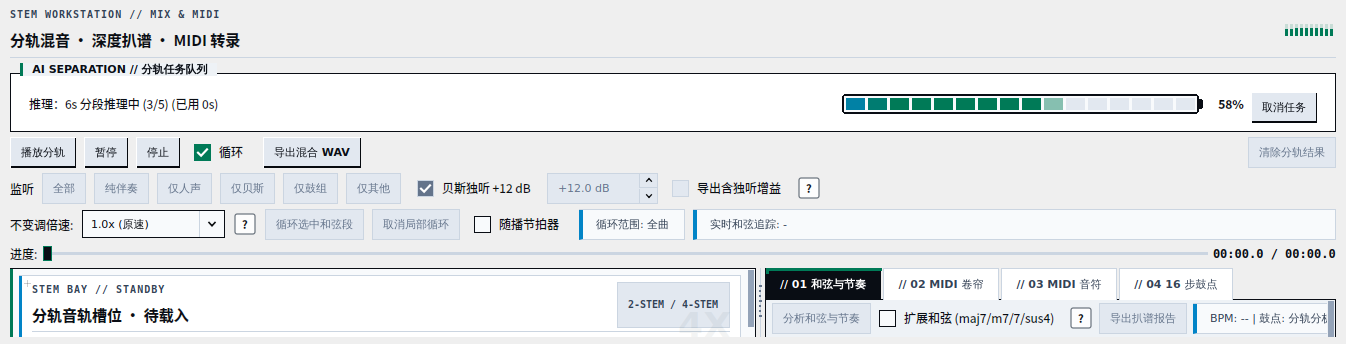 STEM WORKSTATION // MIX & MIDI
分轨混音 · 深度扒谱 · MIDI 转录
AI SEPARATION // 分轨任务队列
推理: 6s 分段推理中 (3/5) (已用 0s)
58%
取消任务
播放分轨 暂停 停止 循环 导出混合 WAV 清除分轨结果
监听 全部 纯伴奏 仅人声 仅贝斯 仅鼓组 仅其他 贝斯独听 +12 dB +12.0 dB 导出含独听增益 ?
不变调倍速: 1.0x (原速) ? 循环选中和弦段 取消局部循环 随播节拍器 循环范围: 全曲 实时和弦追踪: -
进度: 00:00.0 / 00:00.0
STEM BAY // STANDBY
分轨音轨槽位 · 待载入
2-STEM / 4-STEM
4X
// 01 和弦与节奏 // 02 MIDI 卷帘 // 03 MIDI 音符 // 04 16 步鼓点
分析和弦与节奏 扩展和弦 (maj7/m7/7/sus4) ? 导出扒谱报告 BPM: -- | 鼓点: 分轨分析